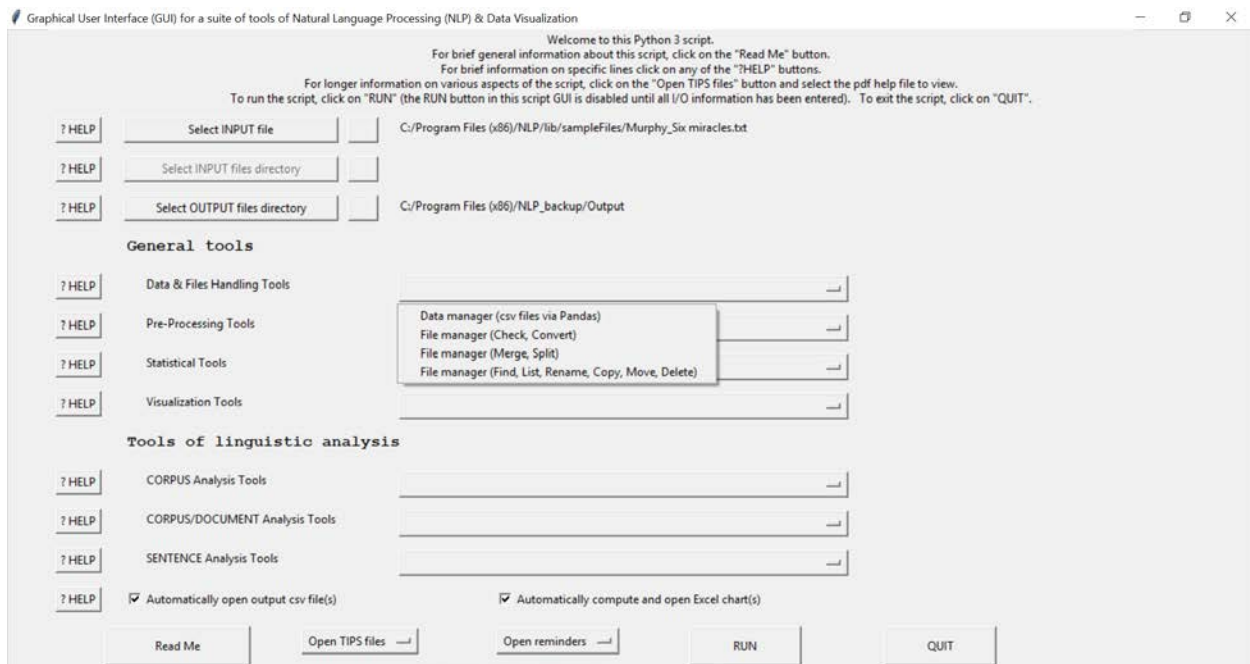 Graphical User Interface (GUI) for a suite of tools of Natural Language Processing (NLP) & Data Visualization
Welcome to this Python 3 script.
For brief general information about this script, click on the "Read Me" button.
For brief information on specific lines click on any of the "?HELP" buttons.
For longer information on various aspects of the script, click on the "Open TIPS files" button and select the pdf help file to view.
To run the script, click on "RUN" (the RUN button in this script GUI is disabled until all I/O information has been entered). To exit the script, click on "QUIT".
? HELP Select INPUT file C:/Program Files (x86)/NLP/lib/sampleFiles/Murphy_Six miracles.txt
? HELP Select INPUT files directory
? HELP Select OUTPUT files directory C:/Program Files (x86)/NLP_backup/Output
General tools
? HELP Data & Files Handling Tools
Data manager (csv files via Pandas)
? HELP Pre-Processing Tools
File manager (Check, Convert)
File manager (Merge, Split)
? HELP Statistical Tools
File manager (Find, List, Rename, Copy, Move, Delete)
? HELP Visualization Tools
Tools of linguistic analysis
? HELP CORPUS Analysis Tools
? HELP CORPUS/DOCUMENT Analysis Tools
? HELP SENTENCE Analysis Tools
? HELP Automatically open output csv file(s) Automatically compute and open Excel chart(s)
Read Me Open TIPS files Open reminders RUN QUIT